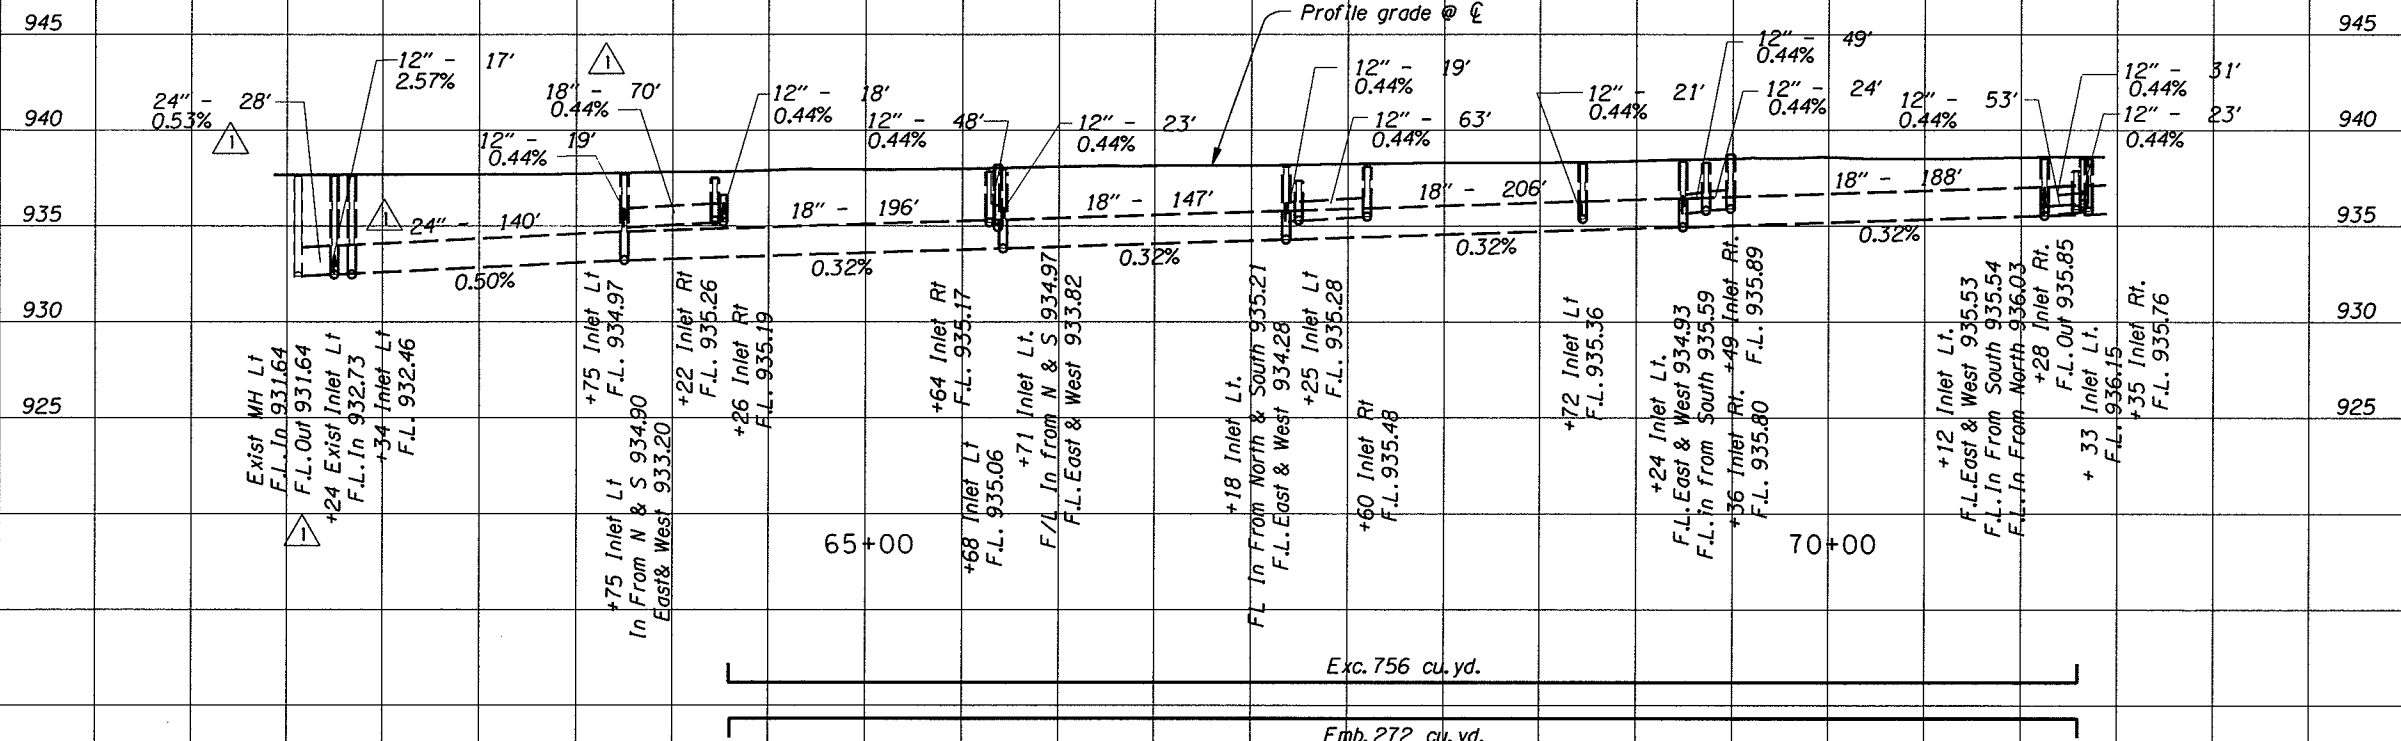 Profile grade @ ℄
945
945
12" - 17'
2.57%
1
12" - 49'
0.44%
24" - 28'
0.53%
1
18" - 70'
0.44%
12" - 18'
0.44%
12" - 19'
0.44%
12" - 21'
0.44%
12" - 24'
0.44%
12" - 53'
0.44%
12" - 31'
0.44%
940
940
12" - 19'
0.44%
12" - 48'
0.44%
12" - 23'
0.44%
12" - 63'
0.44%
12" - 23'
0.44%
935
935
1
24" - 140'
18" - 196'
18" - 147'
18" - 206'
18" - 188'
0.50%
0.32%
0.32%
0.32%
0.32%
930
930
925
925
Exist MH Lt
F.L. In 931.64
F.L. Out 931.64
1
+24 Exist Inlet Lt
F.L. In 932.73
+34 Inlet Lt
F.L. 932.46
+75 Inlet Lt
F.L. 934.97
+75 Inlet Lt
In From N & S 934.90
East& West 933.20
+22 Inlet Rt
F.L. 935.26
+26 Inlet Rt
F.L. 935.19
+64 Inlet Rt
F.L. 935.17
+68 Inlet Lt
F.L. 935.06
+71 Inlet Lt.
F/L In from N & S 934.97
F.L. East & West 933.82
+18 Inlet Lt.
FL In From North & South 935.21
F.L. East & West 934.28
+25 Inlet Lt
F.L. 935.28
+60 Inlet Rt
F.L. 935.48
+72 Inlet Lt
F.L. 935.36
+24 Inlet Lt.
F.L. East & West 934.93
F.L. in from South 935.59
+36 Inlet Rt.
F.L. 935.80
+49 Inlet Rt.
F.L. 935.89
+12 Inlet Lt.
F.L. East & West 935.53
F.L. In From South 935.54
F.L. In From North 936.03
+28 Inlet Rt.
F.L. Out 935.85
+ 33 Inlet Lt.
F.L. 936.15
+35 Inlet Rt.
F.L. 935.76
65+00
70+00
Exc. 756 cu. yd.
Emb. 272 cu. yd.